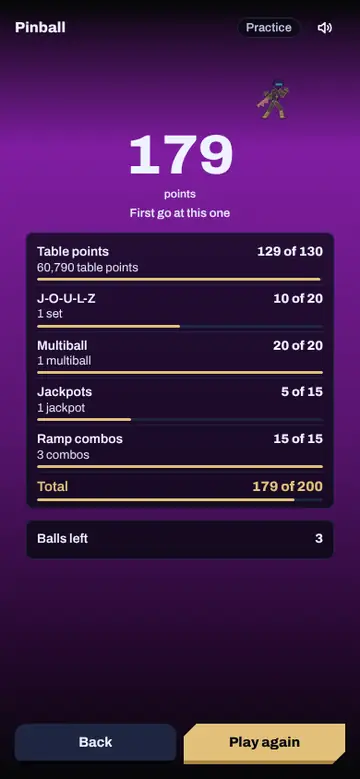 Pinball
Practice
179
points
First go at this one
Table points 129 of 130
60,790 table points
J-O-U-L-Z 10 of 20
1 set
Multiball 20 of 20
1 multiball
Jackpots 5 of 15
1 jackpot
Ramp combos 15 of 15
3 combos
Total 179 of 200
Balls left 3
Back
Play again